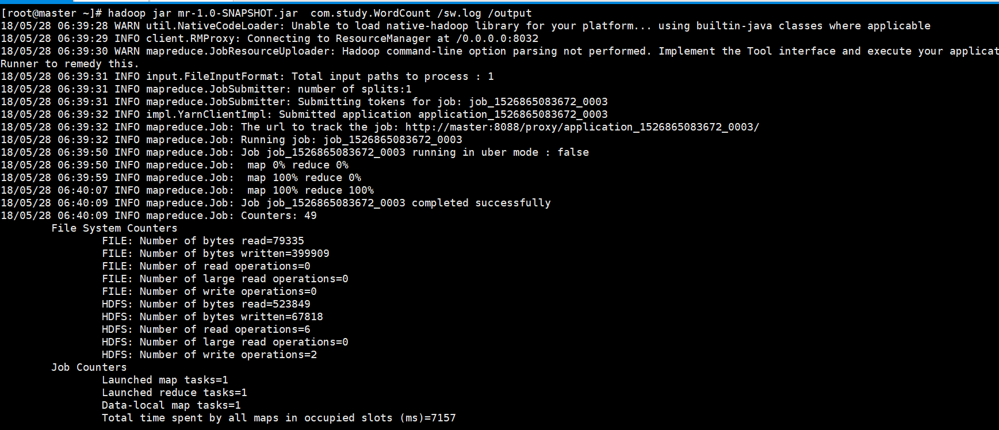 [root@master ~]# hadoop jar mr-1.0-SNAPSHOT.jar  com.study.WordCount /sw.log /output
18/05/28 06:39:28 WARN util.NativeCodeLoader: Unable to load native-hadoop library for your platform... using builtin-java classes where applicable
18/05/28 06:39:29 INFO client.RMProxy: Connecting to ResourceManager at /0.0.0.0:8032
18/05/28 06:39:30 WARN mapreduce.JobResourceUploader: Hadoop command-line option parsing not performed. Implement the Tool interface and execute your applicat
Runner to remedy this.
18/05/28 06:39:31 INFO input.FileInputFormat: Total input paths to process : 1
18/05/28 06:39:31 INFO mapreduce.JobSubmitter: number of splits:1
18/05/28 06:39:31 INFO mapreduce.JobSubmitter: Submitting tokens for job: job_1526865083672_0003
18/05/28 06:39:32 INFO impl.YarnClientImpl: Submitted application application_1526865083672_0003
18/05/28 06:39:32 INFO mapreduce.Job: The url to track the job: http://master:8088/proxy/application_1526865083672_0003/
18/05/28 06:39:32 INFO mapreduce.Job: Running job: job_1526865083672_0003
18/05/28 06:39:50 INFO mapreduce.Job: Job job_1526865083672_0003 running in uber mode : false
18/05/28 06:39:50 INFO mapreduce.Job:  map 0% reduce 0%
18/05/28 06:39:59 INFO mapreduce.Job:  map 100% reduce 0%
18/05/28 06:40:07 INFO mapreduce.Job:  map 100% reduce 100%
18/05/28 06:40:09 INFO mapreduce.Job: Job job_1526865083672_0003 completed successfully
18/05/28 06:40:09 INFO mapreduce.Job: Counters: 49
File System Counters
FILE: Number of bytes read=79335
FILE: Number of bytes written=399909
FILE: Number of read operations=0
FILE: Number of large read operations=0
FILE: Number of write operations=0
HDFS: Number of bytes read=523849
HDFS: Number of bytes written=67818
HDFS: Number of read operations=6
HDFS: Number of large read operations=0
HDFS: Number of write operations=2
Job Counters
Launched map tasks=1
Launched reduce tasks=1
Data-local map tasks=1
Total time spent by all maps in occupied slots (ms)=7157